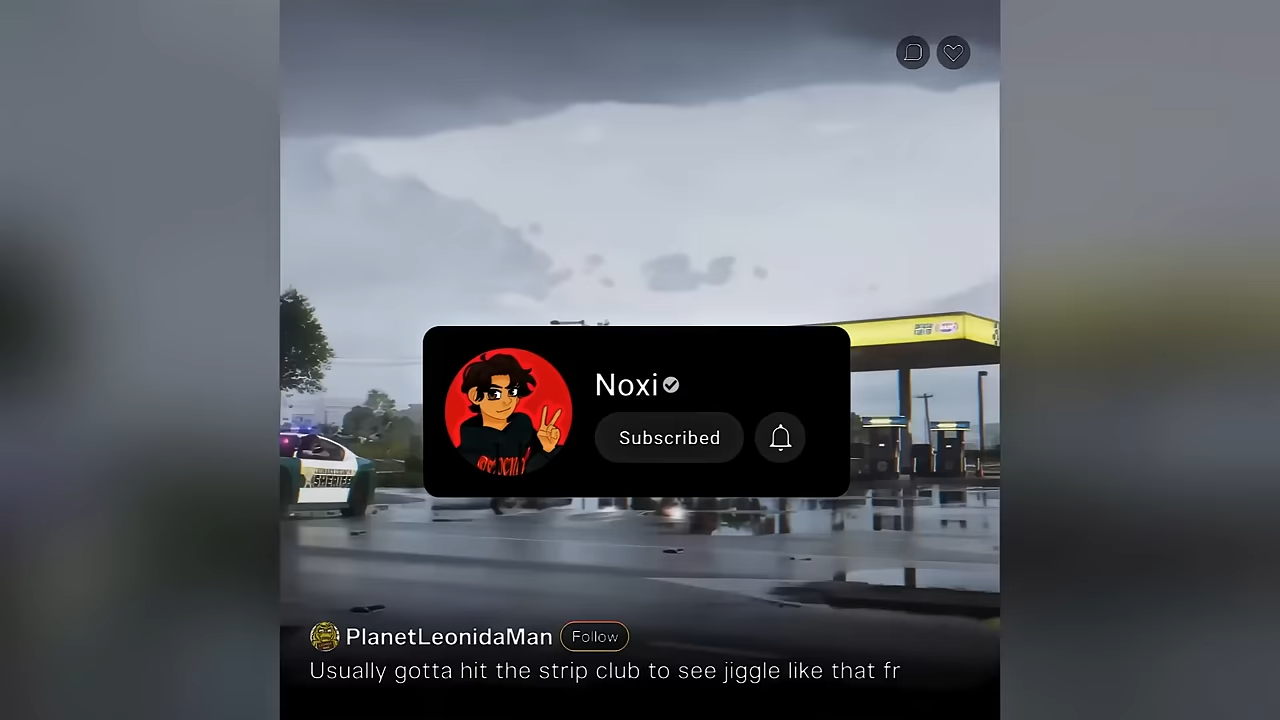 Noxi
Subscribed
SHERIFF
PlanetLeonidaMan Follow
Usually gotta hit the strip club to see jiggle like that fr